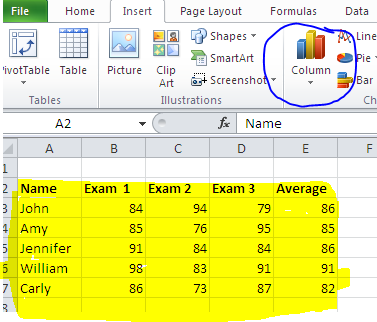 File Home Insert Page Layout Formulas
PivotTable Table Picture Clip Art Shapes SmartArt Screenshot Column Line Pie Bar
Tables Illustrations
A2 fx Name
A B C D E F
1
2 Name Exam 1 Exam 2 Exam 3 Average
3 John 84 94 79 86
4 Amy 85 76 95 85
5 Jennifer 91 84 84 86
6 William 98 83 91 91
7 Carly 86 73 87 82
8